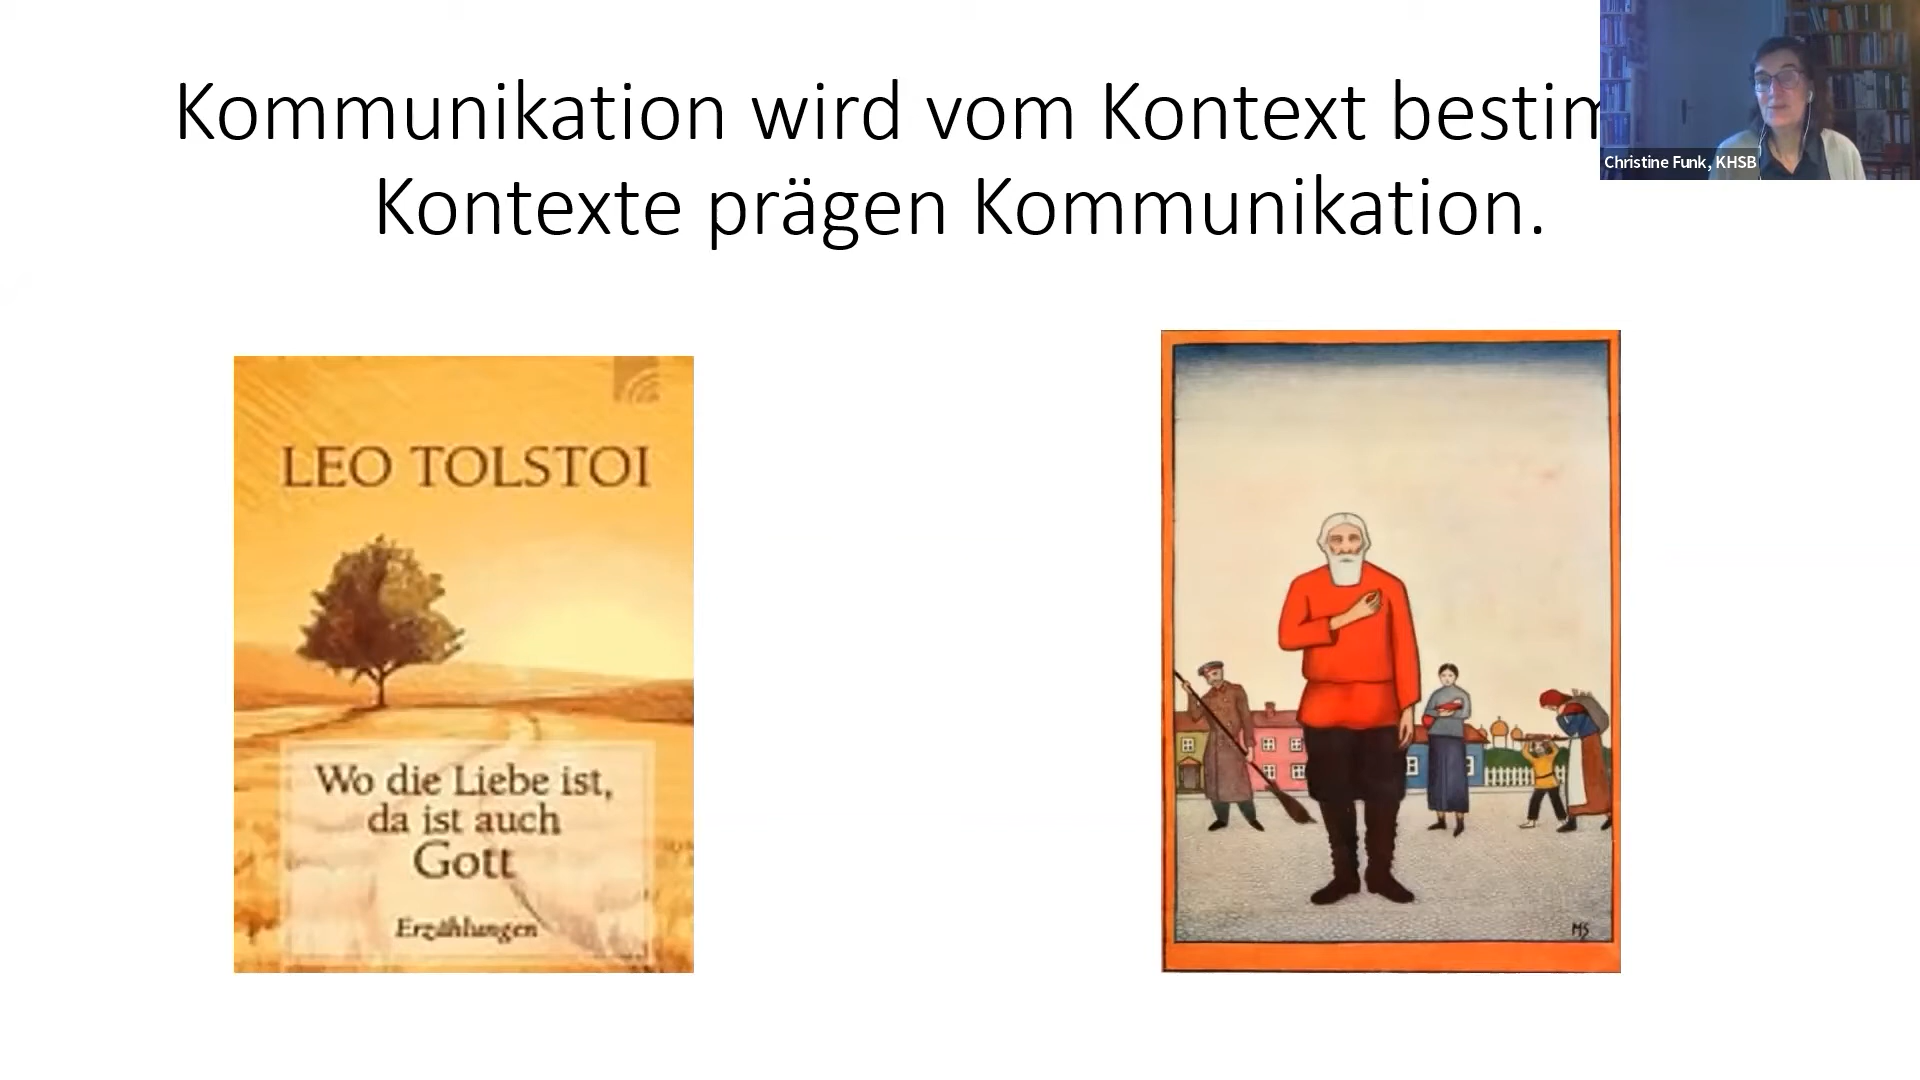 Kommunikation wird vom Kontext
Kontexte prägen Kommunikation.
Christine Funk, KHSB
LEO TOLSTOI
Wo die Liebe ist,
da ist auch
Gott
Erzählungen
MS